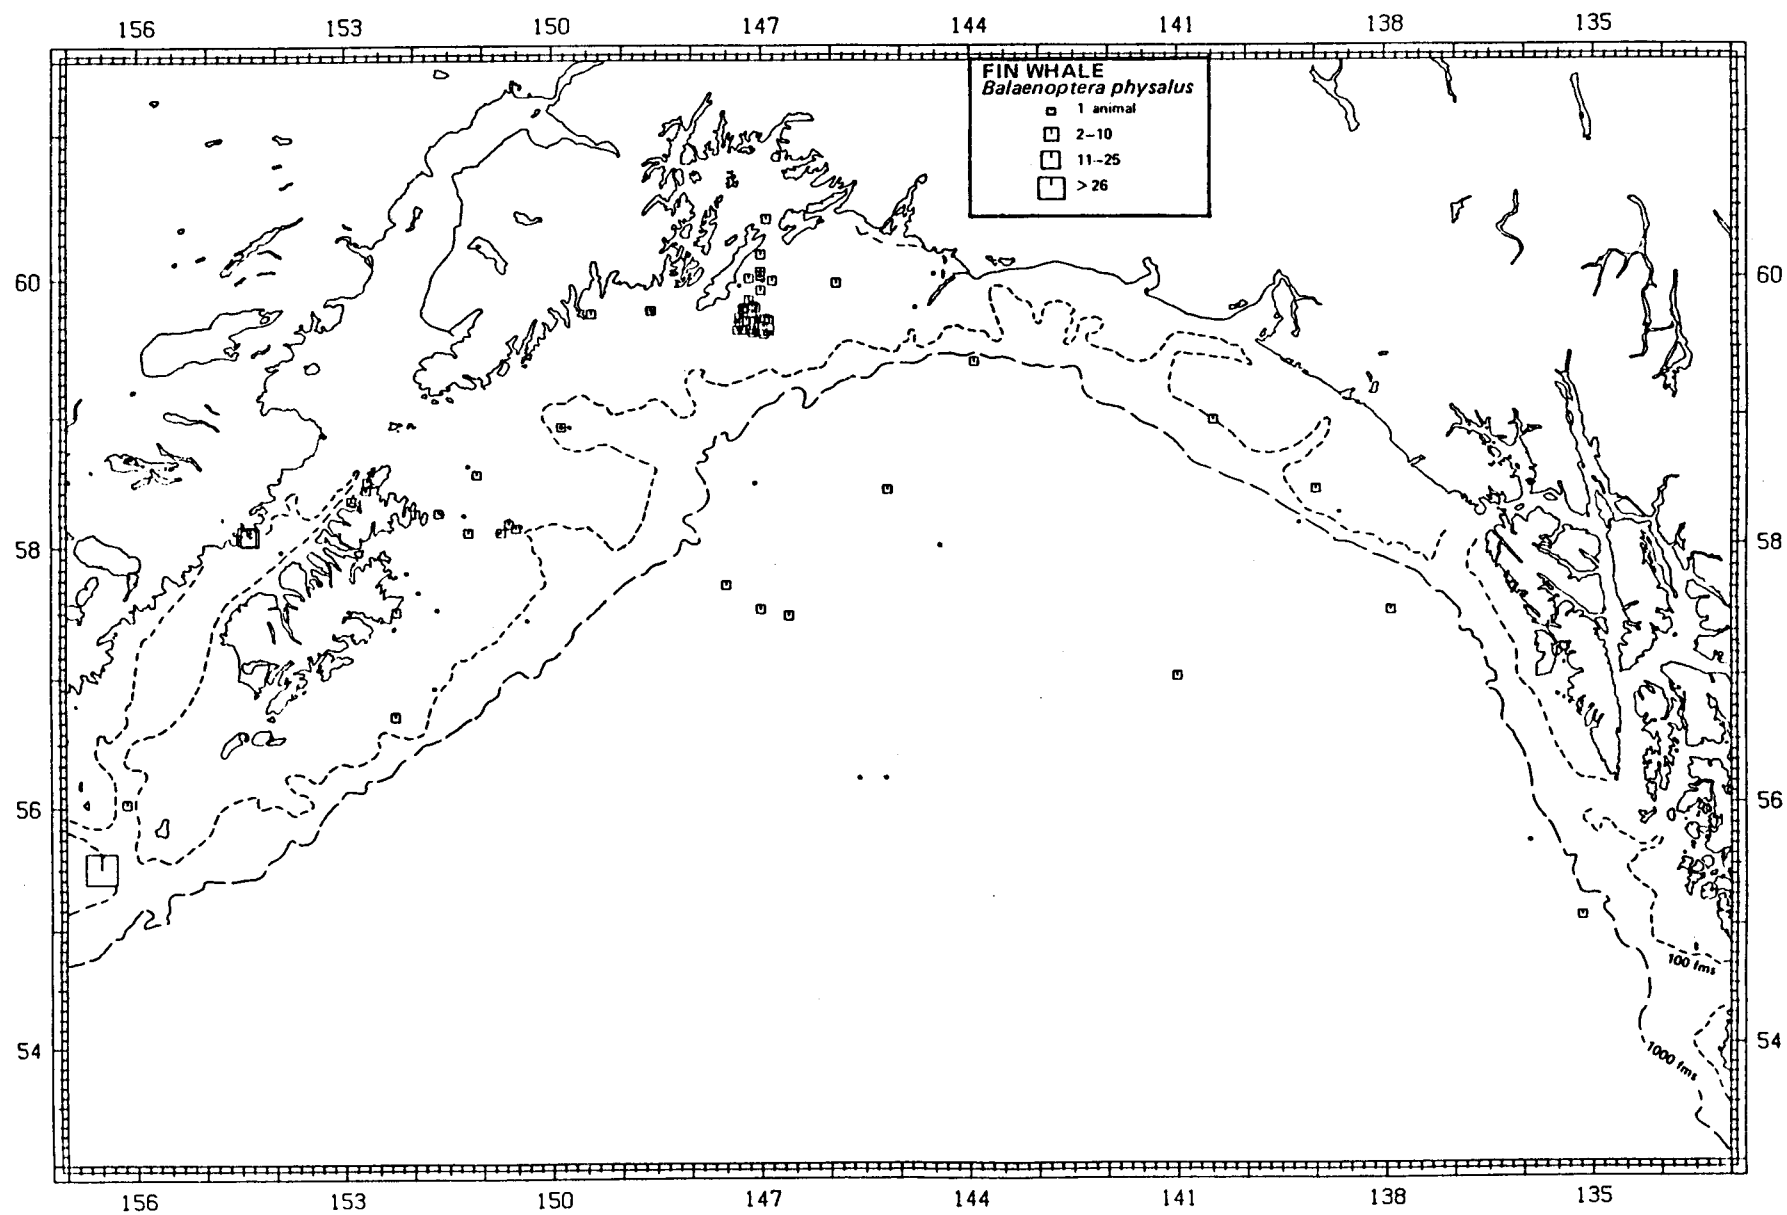 156 153 150 147 144 141 138 135
FIN WHALE
Balaenoptera physalus
1 animal
2-10
11-25
> 26
60 60
58 58
56 56
100 fms
54 54
1000 fms
156 153 150 147 144 141 138 135